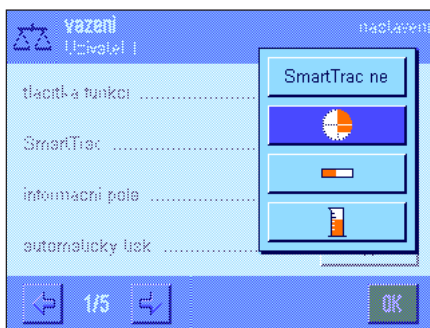 vazeni
nastaveni
Uzivatel 1
tlacitka funkci ...................
SmartTrac ne
SmartTrac ......................
informacni pole ................
automaticky tisk ...............
1/5
OK